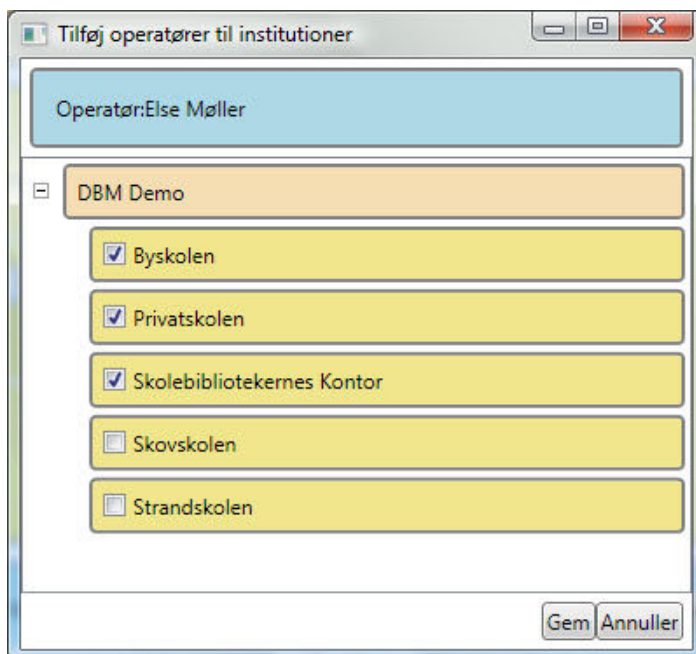 Tilføj operatører til institutioner
Operatør:Else Møller
DBM Demo
Byskolen
Privatskolen
Skolebibliotekernes Kontor
Skovskolen
Strandskolen
Gem Annuller